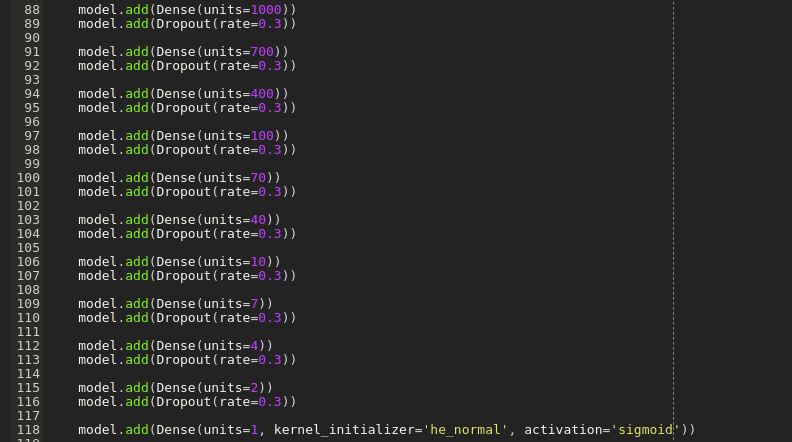 88 model.add(Dense(units=1000))
89 model.add(Dropout(rate=0.3))
90
91 model.add(Dense(units=700))
92 model.add(Dropout(rate=0.3))
93
94 model.add(Dense(units=400))
95 model.add(Dropout(rate=0.3))
96
97 model.add(Dense(units=100))
98 model.add(Dropout(rate=0.3))
99
100 model.add(Dense(units=70))
101 model.add(Dropout(rate=0.3))
102
103 model.add(Dense(units=40))
104 model.add(Dropout(rate=0.3))
105
106 model.add(Dense(units=10))
107 model.add(Dropout(rate=0.3))
108
109 model.add(Dense(units=7))
110 model.add(Dropout(rate=0.3))
111
112 model.add(Dense(units=4))
113 model.add(Dropout(rate=0.3))
114
115 model.add(Dense(units=2))
116 model.add(Dropout(rate=0.3))
117
118 model.add(Dense(units=1, kernel_initializer='he_normal', activation='sigmoid'))